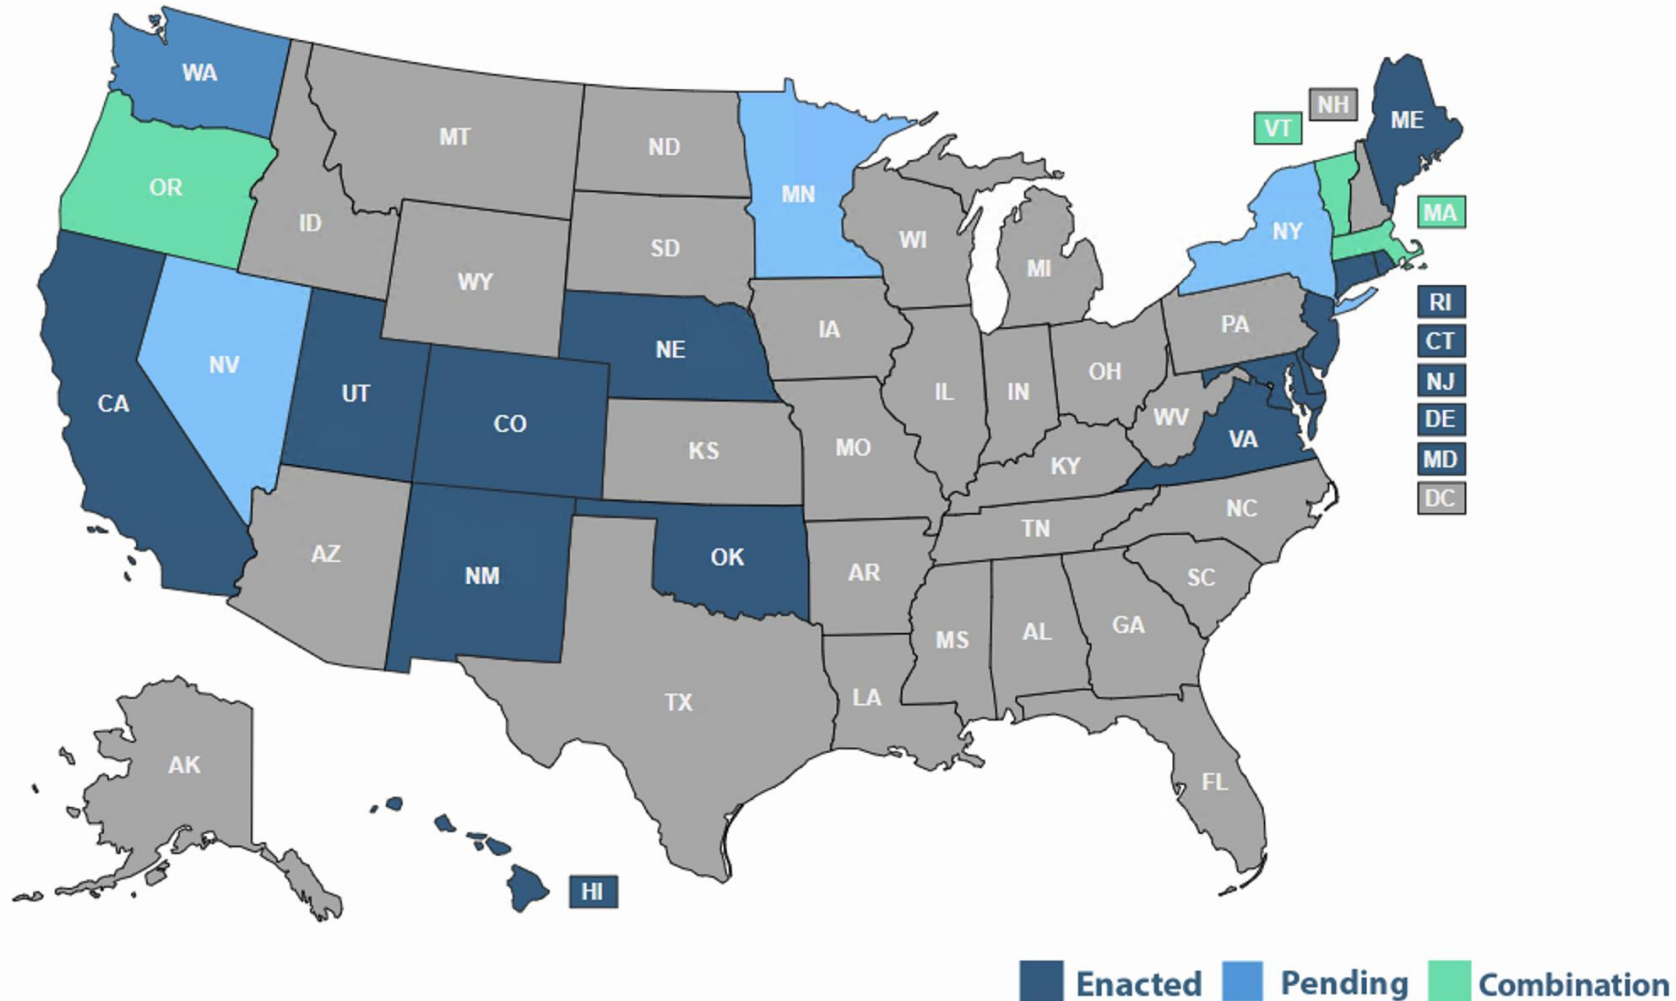 WA
MT
ND
MN
OR
ID
SD
WI
MI
VT
NH
ME
MA
NY
WY
IA
PA
RI
CT
NJ
DE
MD
DC
NV
UT
CO
NE
IL
IN
OH
WV
VA
CA
KS
MO
KY
AZ
NM
OK
AR
TN
NC
SC
MS
AL
GA
TX
LA
FL
AK
HI
Enacted Pending Combination